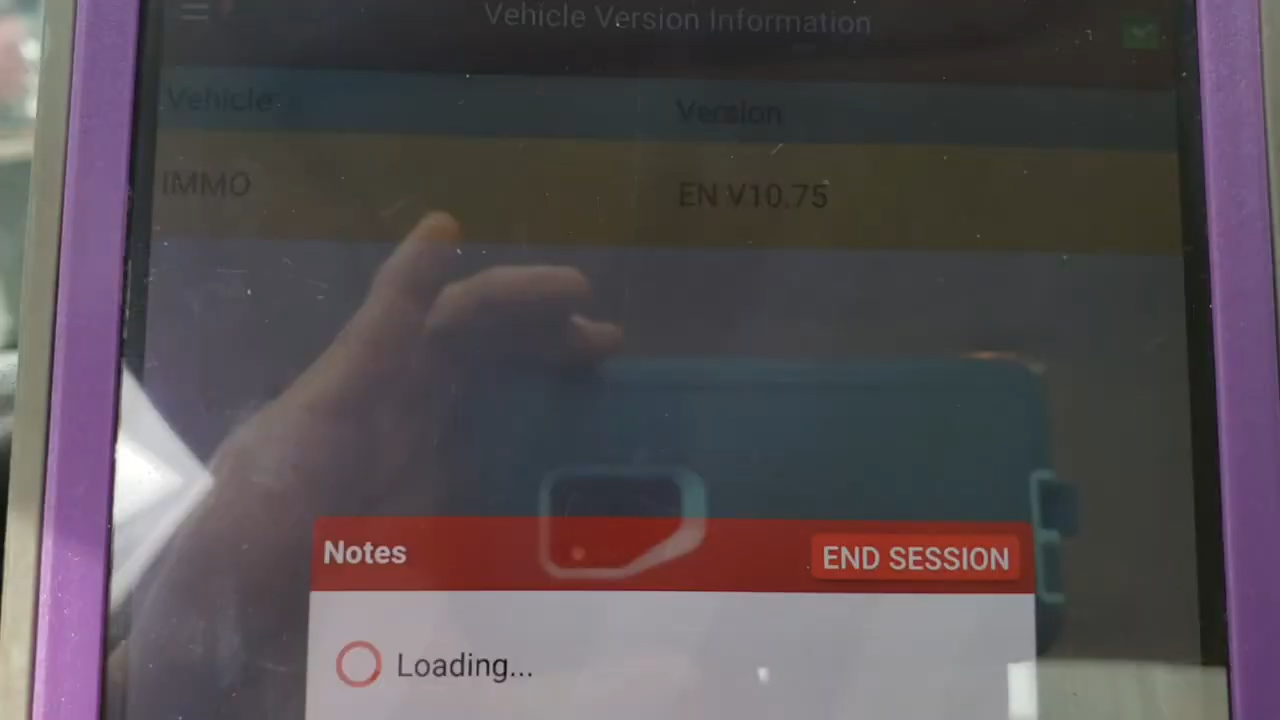 Vehicle Version Information
Vehicle Version
IMMO EN V10.75
Notes END SESSION
Loading...